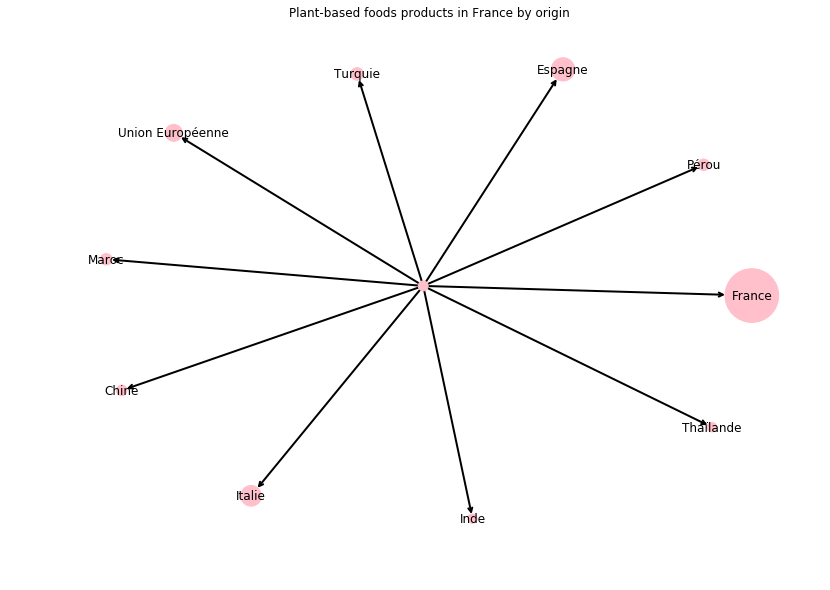 Plant-based foods products in France by origin
Turquie
Espagne
Union Européenne
Pérou
Maroc
France
Chine
Thaïlande
Italie
Inde